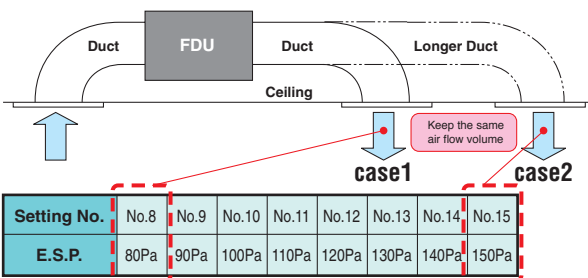 Duct FDU Duct Longer Duct
Ceiling
Keep the same
air flow volume
case1 case2
Setting No. No.8 No.9 No.10 No.11 No.12 No.13 No.14 No.15
E.S.P. 80Pa 90Pa 100Pa 110Pa 120Pa 130Pa 140Pa 150Pa